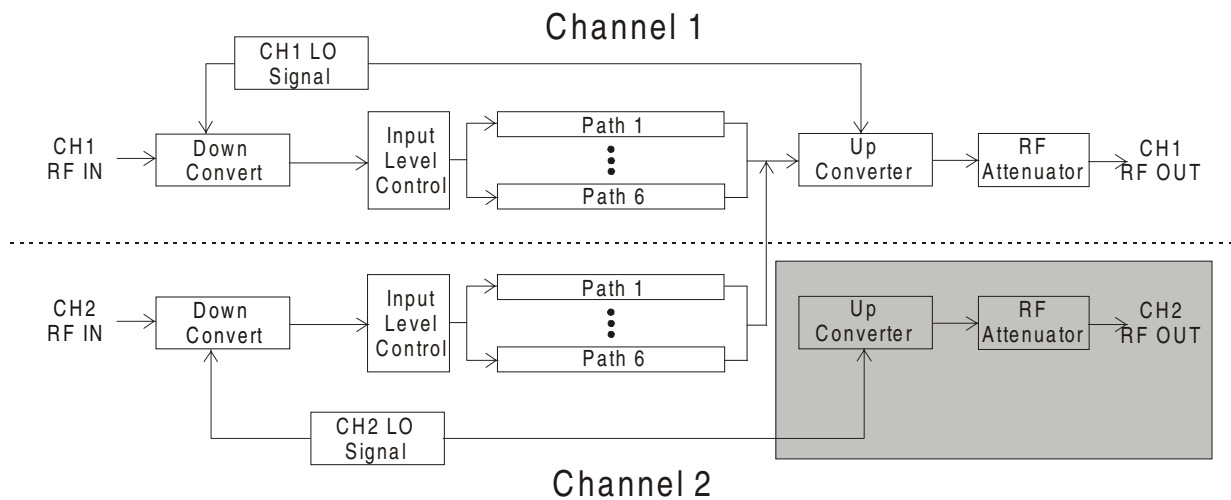 Channel 1
CH1 LO
Signal
CH1
RF IN
Down
Convert
Input
Level
Control
Path 1
Path 6
Up
Converter
RF
Attenuator
CH1
RF OUT
CH2
RF IN
Down
Convert
Input
Level
Control
Path 1
Path 6
Up
Converter
RF
Attenuator
CH2
RF OUT
CH2 LO
Signal
Channel 2